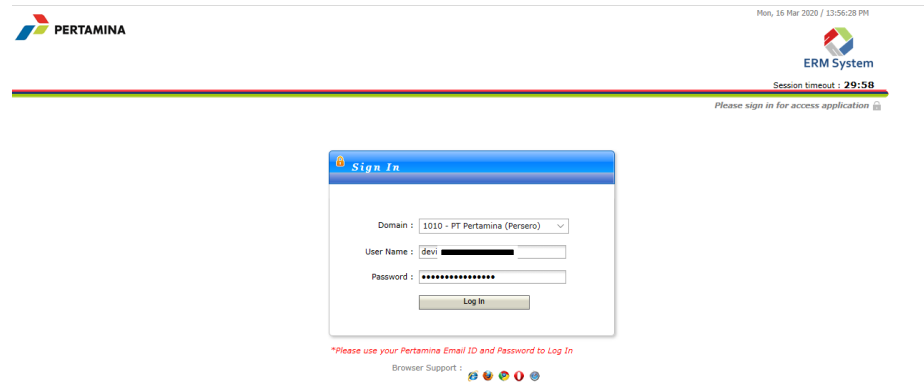 Mon, 16 Mar 2020 / 13:56:28 PM
PERTAMINA
ERM System
Session timeout : 29:58
Please sign in for access application
Sign In
Domain : 1010 - PT Pertamina (Persero)
User Name : devi
Password : ••••••••••••••••
Log In
*Please use your Pertamina Email ID and Password to Log In
Browser Support :